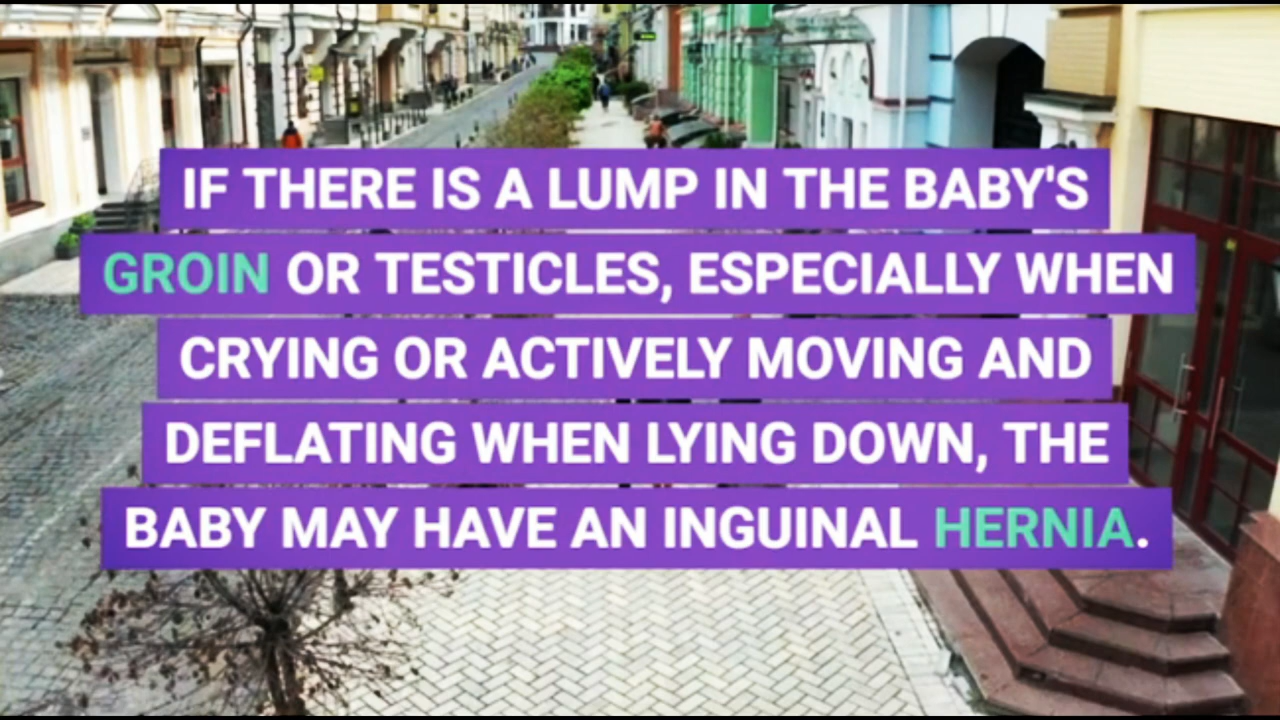 IF THERE IS A LUMP IN THE BABY'S
GROIN OR TESTICLES, ESPECIALLY WHEN
CRYING OR ACTIVELY MOVING AND
DEFLATING WHEN LYING DOWN, THE
BABY MAY HAVE AN INGUINAL HERNIA.